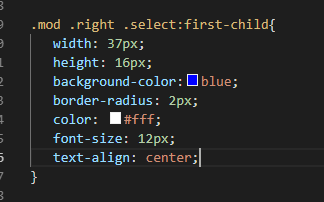 .mod .right .select:first-child{
width: 37px;
height: 16px;
background-color: blue;
border-radius: 2px;
color: #fff;
font-size: 12px;
text-align: center;
}